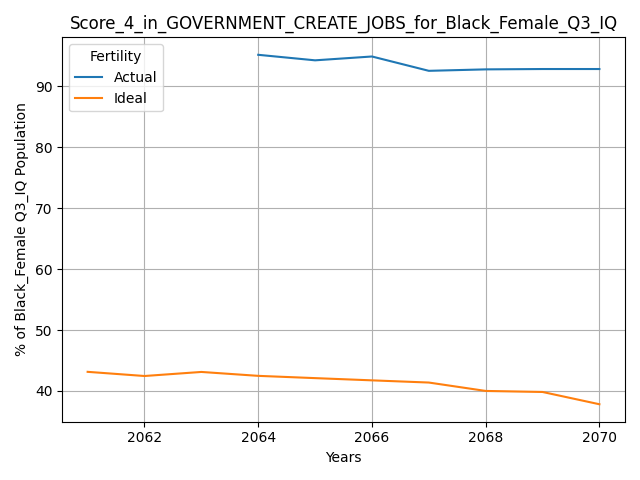 Score_4_in_GOVERNMENT_CREATE_JOBS_for_Black_Female_Q3_IQ
Fertility
Actual
Ideal
% of Black_Female Q3_IQ Population
90
80
70
60
50
40
2062 2064 2066 2068 2070
Years